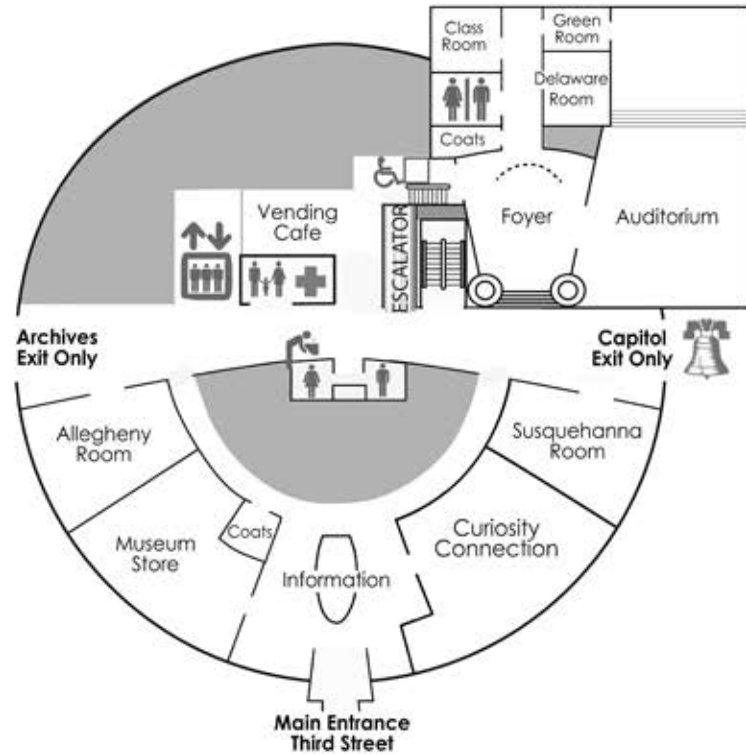 Class
Room
Green
Room
Delaware
Room
Coats
Vending
Cafe
ESCALATOR
Foyer
Auditorium
Archives
Exit Only
Capitol
Exit Only
Allegheny
Room
Susquehanna
Room
Museum
Store
Coats
Information
Curiosity
Connection
Main Entrance
Third Street